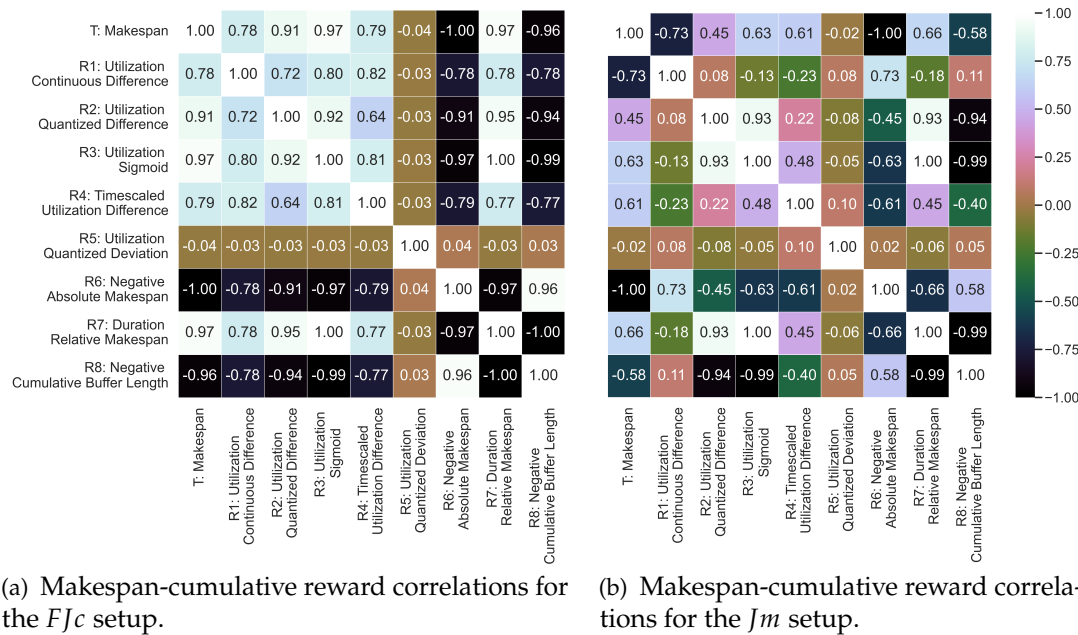 T: Makespan 1.00 0.78 0.91 0.97 0.79 -0.04 -1.00 0.97 -0.96
R1: Utilization
Continuous Difference 0.78 1.00 0.72 0.80 0.82 -0.03 -0.78 0.78 -0.78
R2: Utilization
Quantized Difference 0.91 0.72 1.00 0.92 0.64 -0.03 -0.91 0.95 -0.94
R3: Utilization
Sigmoid 0.97 0.80 0.92 1.00 0.81 -0.03 -0.97 1.00 -0.99
R4: Timescaled
Utilization Difference 0.79 0.82 0.64 0.81 1.00 -0.03 -0.79 0.77 -0.77
R5: Utilization
Quantized Deviation -0.04 -0.03 -0.03 -0.03 -0.03 1.00 0.04 -0.03 0.03
R6: Negative
Absolute Makespan -1.00 -0.78 -0.91 -0.97 -0.79 0.04 1.00 -0.97 0.96
R7: Duration
Relative Makespan 0.97 0.78 0.95 1.00 0.77 -0.03 -0.97 1.00 -1.00
R8: Negative
Cumulative Buffer Length -0.96 -0.78 -0.94 -0.99 -0.77 0.03 0.96 -1.00 1.00
T: Makespan
R1: Utilization
Continuous Difference
R2: Utilization
Quantized Difference
R3: Utilization
Sigmoid
R4: Timescaled
Utilization Difference
R5: Utilization
Quantized Deviation
R6: Negative
Absolute Makespan
R7: Duration
Relative Makespan
R8: Negative
Cumulative Buffer Length
(a) Makespan-cumulative reward correlations for
the FJc setup.
1.00 -0.73 0.45 0.63 0.61 -0.02 -1.00 0.66 -0.58
-0.73 1.00 0.08 -0.13 -0.23 0.08 0.73 -0.18 0.11
0.45 0.08 1.00 0.93 0.22 -0.08 -0.45 0.93 -0.94
0.63 -0.13 0.93 1.00 0.48 -0.05 -0.63 1.00 -0.99
0.61 -0.23 0.22 0.48 1.00 0.10 -0.61 0.45 -0.40
-0.02 0.08 -0.08 -0.05 0.10 1.00 0.02 -0.06 0.05
-1.00 0.73 -0.45 -0.63 -0.61 0.02 1.00 -0.66 0.58
0.66 -0.18 0.93 1.00 0.45 -0.06 -0.66 1.00 -0.99
-0.58 0.11 -0.94 -0.99 -0.40 0.05 0.58 -0.99 1.00
T: Makespan
R1: Utilization
Continuous Difference
R2: Utilization
Quantized Difference
R3: Utilization
Sigmoid
R4: Timescaled
Utilization Difference
R5: Utilization
Quantized Deviation
R6: Negative
Absolute Makespan
R7: Duration
Relative Makespan
R8: Negative
Cumulative Buffer Length
1.00
0.75
0.50
0.25
0.00
−0.25
−0.50
−0.75
−1.00
(b) Makespan-cumulative reward correla-
tions for the Jm setup.